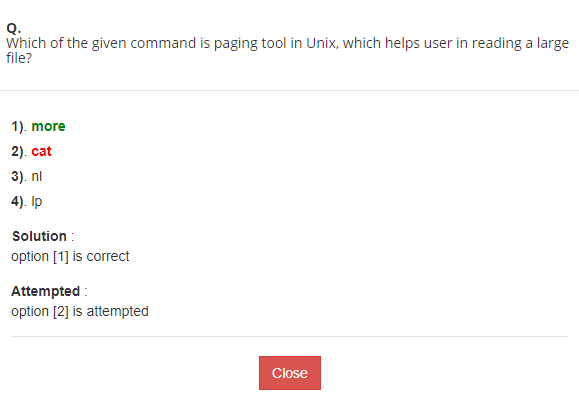 Q.
Which of the given command is paging tool in Unix, which helps user in reading a large
file?
1). more
2). cat
3). nl
4). lp
Solution :
option [1] is correct
Attempted :
option [2] is attempted
Close